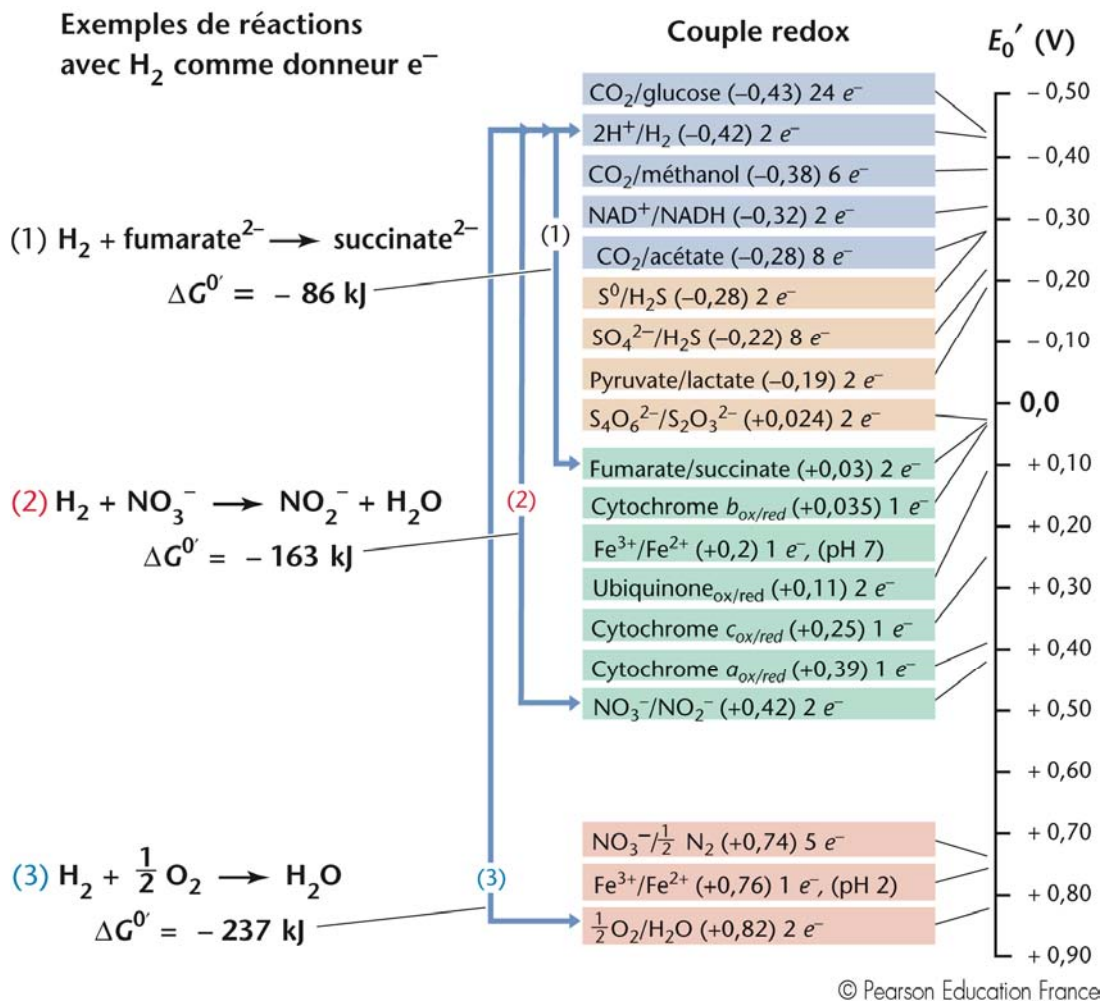 Exemples de réactions
avec H₂ comme donneur e⁻
Couple redox
E₀′ (V)
CO₂/glucose (–0,43) 24 e⁻
2H⁺/H₂ (–0,42) 2 e⁻
CO₂/méthanol (–0,38) 6 e⁻
NAD⁺/NADH (–0,32) 2 e⁻
CO₂/acétate (–0,28) 8 e⁻
S⁰/H₂S (–0,28) 2 e⁻
SO₄²⁻/H₂S (–0,22) 8 e⁻
Pyruvate/lactate (–0,19) 2 e⁻
S₄O₆²⁻/S₂O₃²⁻ (+0,024) 2 e⁻
Fumarate/succinate (+0,03) 2 e⁻
Cytochrome b ox/red (+0,035) 1 e⁻
Fe³⁺/Fe²⁺ (+0,2) 1 e⁻, (pH 7)
Ubiquinone ox/red (+0,11) 2 e⁻
Cytochrome c ox/red (+0,25) 1 e⁻
Cytochrome a ox/red (+0,39) 1 e⁻
NO₃⁻/NO₂⁻ (+0,42) 2 e⁻
NO₃⁻/½ N₂ (+0,74) 5 e⁻
Fe³⁺/Fe²⁺ (+0,76) 1 e⁻, (pH 2)
½O₂/H₂O (+0,82) 2 e⁻
– 0,50
– 0,40
– 0,30
– 0,20
– 0,10
0,0
+ 0,10
+ 0,20
+ 0,30
+ 0,40
+ 0,50
+ 0,60
+ 0,70
+ 0,80
+ 0,90
(1) H₂ + fumarate²⁻ → succinate²⁻
ΔG⁰′ = – 86 kJ
(1)
(2) H₂ + NO₃⁻ → NO₂⁻ + H₂O
ΔG⁰′ = – 163 kJ
(2)
(3) H₂ + ½ O₂ → H₂O
ΔG⁰′ = – 237 kJ
(3)
© Pearson Education France